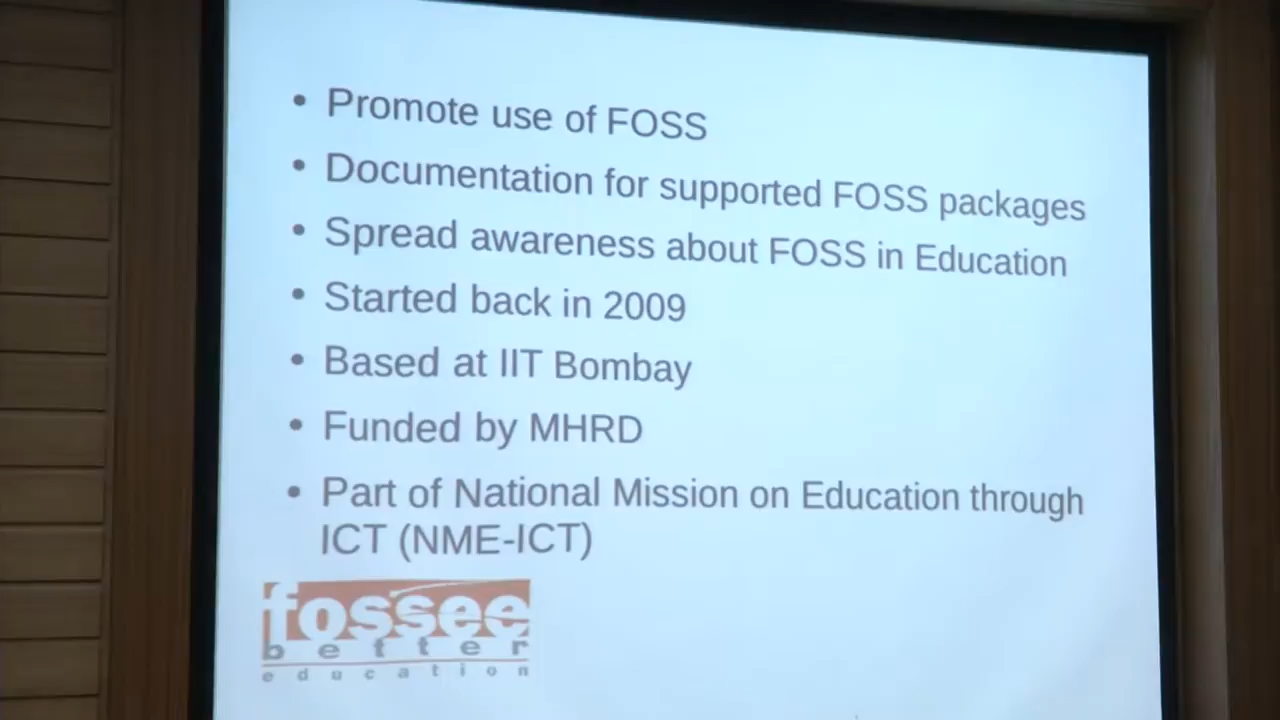 • Promote use of FOSS
• Documentation for supported FOSS packages
• Spread awareness about FOSS in Education
• Started back in 2009
• Based at IIT Bombay
• Funded by MHRD
• Part of National Mission on Education through
ICT (NME-ICT)
fossee
better
education